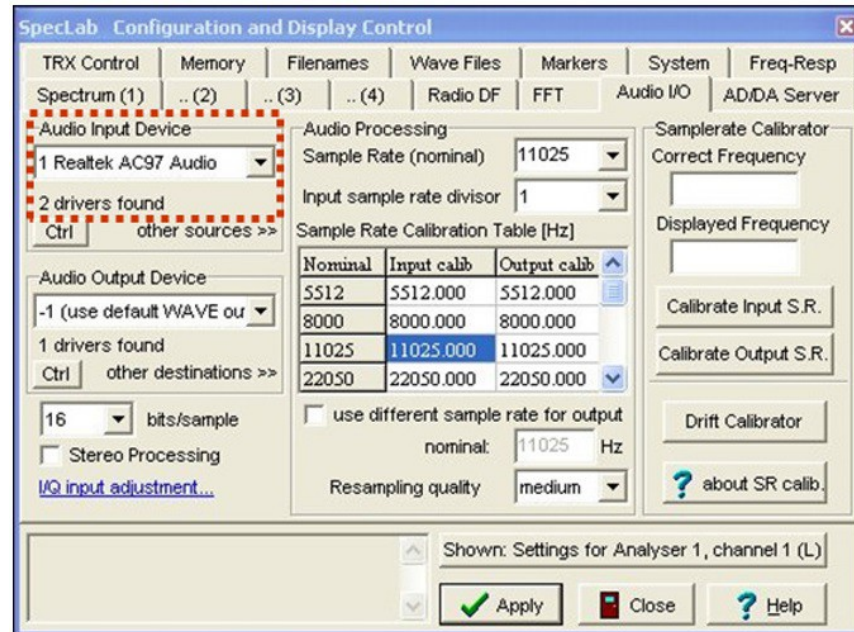 SpecLab Configuration and Display Control
TRX Control Memory Filenames Wave Files Markers System Freq-Resp
Spectrum (1) .. (2) .. (3) .. (4) Radio DF FFT Audio I/O AD/DA Server
Audio Input Device
1 Realtek AC97 Audio
2 drivers found
Ctrl other sources >>
Audio Output Device
-1 (use default WAVE ou
1 drivers found
Ctrl other destinations >>
16 bits/sample
Stereo Processing
I/Q input adjustment...
Audio Processing
Sample Rate (nominal) 11025
Input sample rate divisor 1
Sample Rate Calibration Table [Hz]
Nominal Input calib Output calib
5512 5512.000 5512.000
8000 8000.000 8000.000
11025 11025.000 11025.000
22050 22050.000 22050.000
use different sample rate for output
nominal: 11025 Hz
Resampling quality medium
Samplerate Calibrator
Correct Frequency
Displayed Frequency
Calibrate Input S.R.
Calibrate Output S.R.
Drift Calibrator
? about SR calib.
Shown: Settings for Analyser 1, channel 1 (L)
Apply Close ? Help